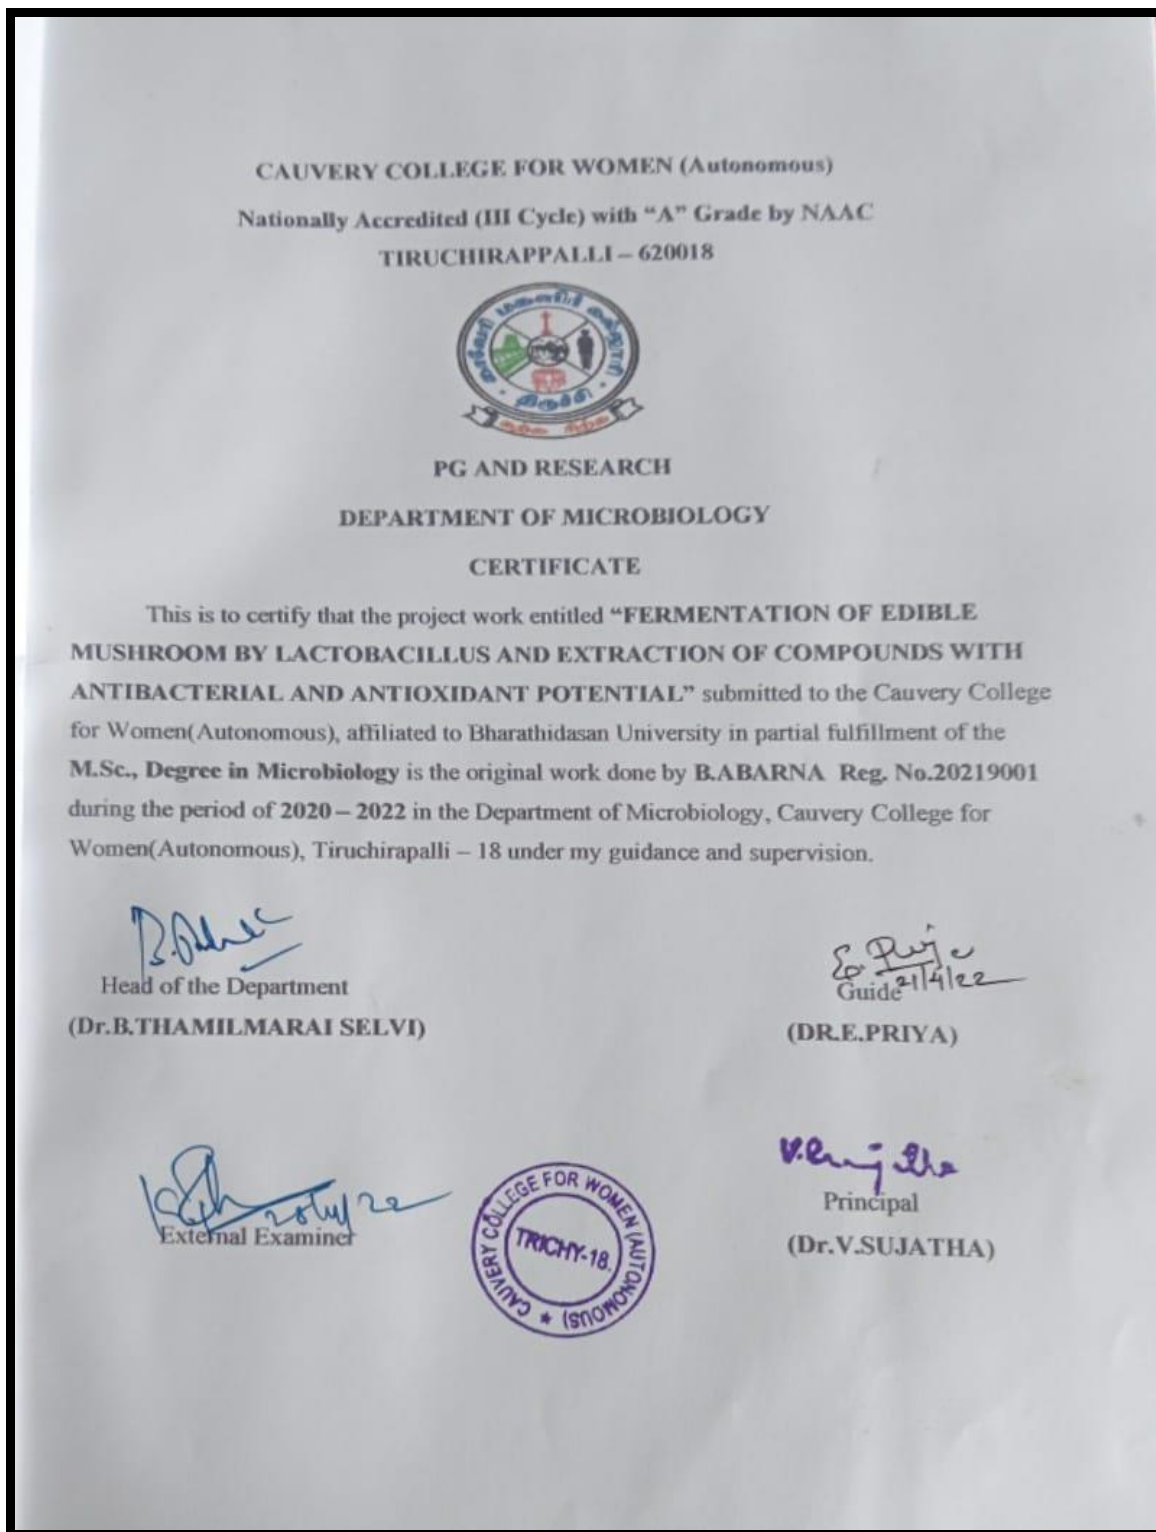 CAUVERY COLLEGE FOR WOMEN (Autonomous)
Nationally Accredited (III Cycle) with “A” Grade by NAAC
TIRUCHIRAPPALLI – 620018
காவேரி மகளிர் கல்லூரி
திருச்சி
PG AND RESEARCH
DEPARTMENT OF MICROBIOLOGY
CERTIFICATE
This is to certify that the project work entitled “FERMENTATION OF EDIBLE
MUSHROOM BY LACTOBACILLUS AND EXTRACTION OF COMPOUNDS WITH
ANTIBACTERIAL AND ANTIOXIDANT POTENTIAL” submitted to the Cauvery College
for Women(Autonomous), affiliated to Bharathidasan University in partial fulfillment of the
M.Sc., Degree in Microbiology is the original work done by B.ABARNA Reg. No.20219001
during the period of 2020 – 2022 in the Department of Microbiology, Cauvery College for
Women(Autonomous), Tiruchirapalli – 18 under my guidance and supervision.
E. Priya
21/4/22
Head of the Department
Guide
(Dr.B.THAMILMARAI SELVI)
(DR.E.PRIYA)
V.Sujatha
External Examiner
Principal
(Dr.V.SUJATHA)
CAUVERY COLLEGE FOR WOMEN (AUTONOMOUS)
TRICHY-18.